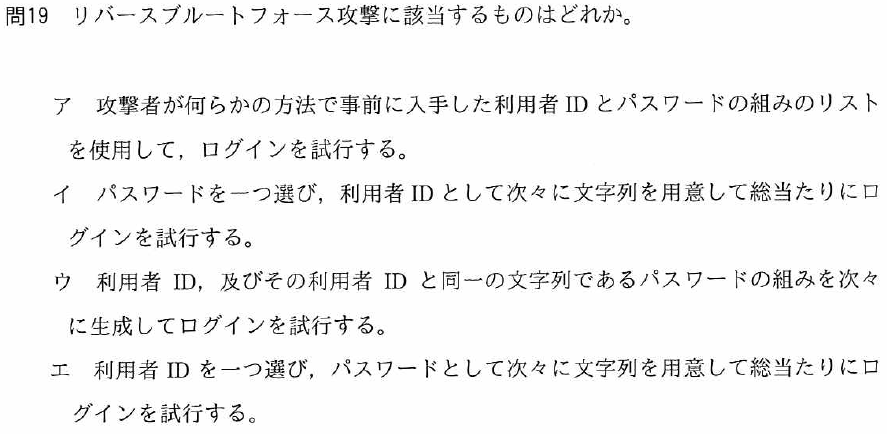 問19 リバースブルートフォース攻撃に該当するものはどれか。
ア 攻撃者が何らかの方法で事前に入手した利用者 ID とパスワードの組みのリスト
を使用して，ログインを試行する。
イ パスワードを一つ選び，利用者 ID として次々に文字列を用意して総当たりにロ
グインを試行する。
ウ 利用者 ID，及びその利用者 ID と同一の文字列であるパスワードの組みを次々
に生成してログインを試行する。
エ 利用者 ID を一つ選び，パスワードとして次々に文字列を用意して総当たりにロ
グインを試行する。